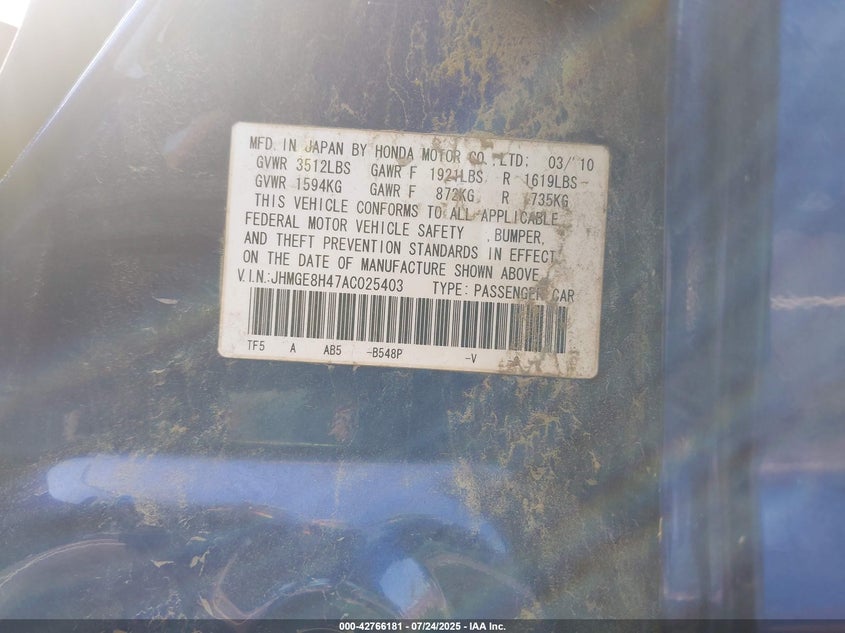 MFD. IN JAPAN BY HONDA MOTOR CO.,LTD; 03/'10
GVWR 3512LBS GAWR F 1921LBS R 1619LBS
GVWR 1594KG GAWR F 872KG R 735KG
THIS VEHICLE CONFORMS TO ALL APPLICABLE
FEDERAL MOTOR VEHICLE SAFETY ,BUMPER,
AND THEFT PREVENTION STANDARDS IN EFFECT
ON THE DATE OF MANUFACTURE SHOWN ABOVE.
V.I.N:JHMGE8H47AC025403 TYPE: PASSENGER CAR
TF5 A AB5 -B548P -V
000-42766181 - 07/24/2025 - IAA Inc.